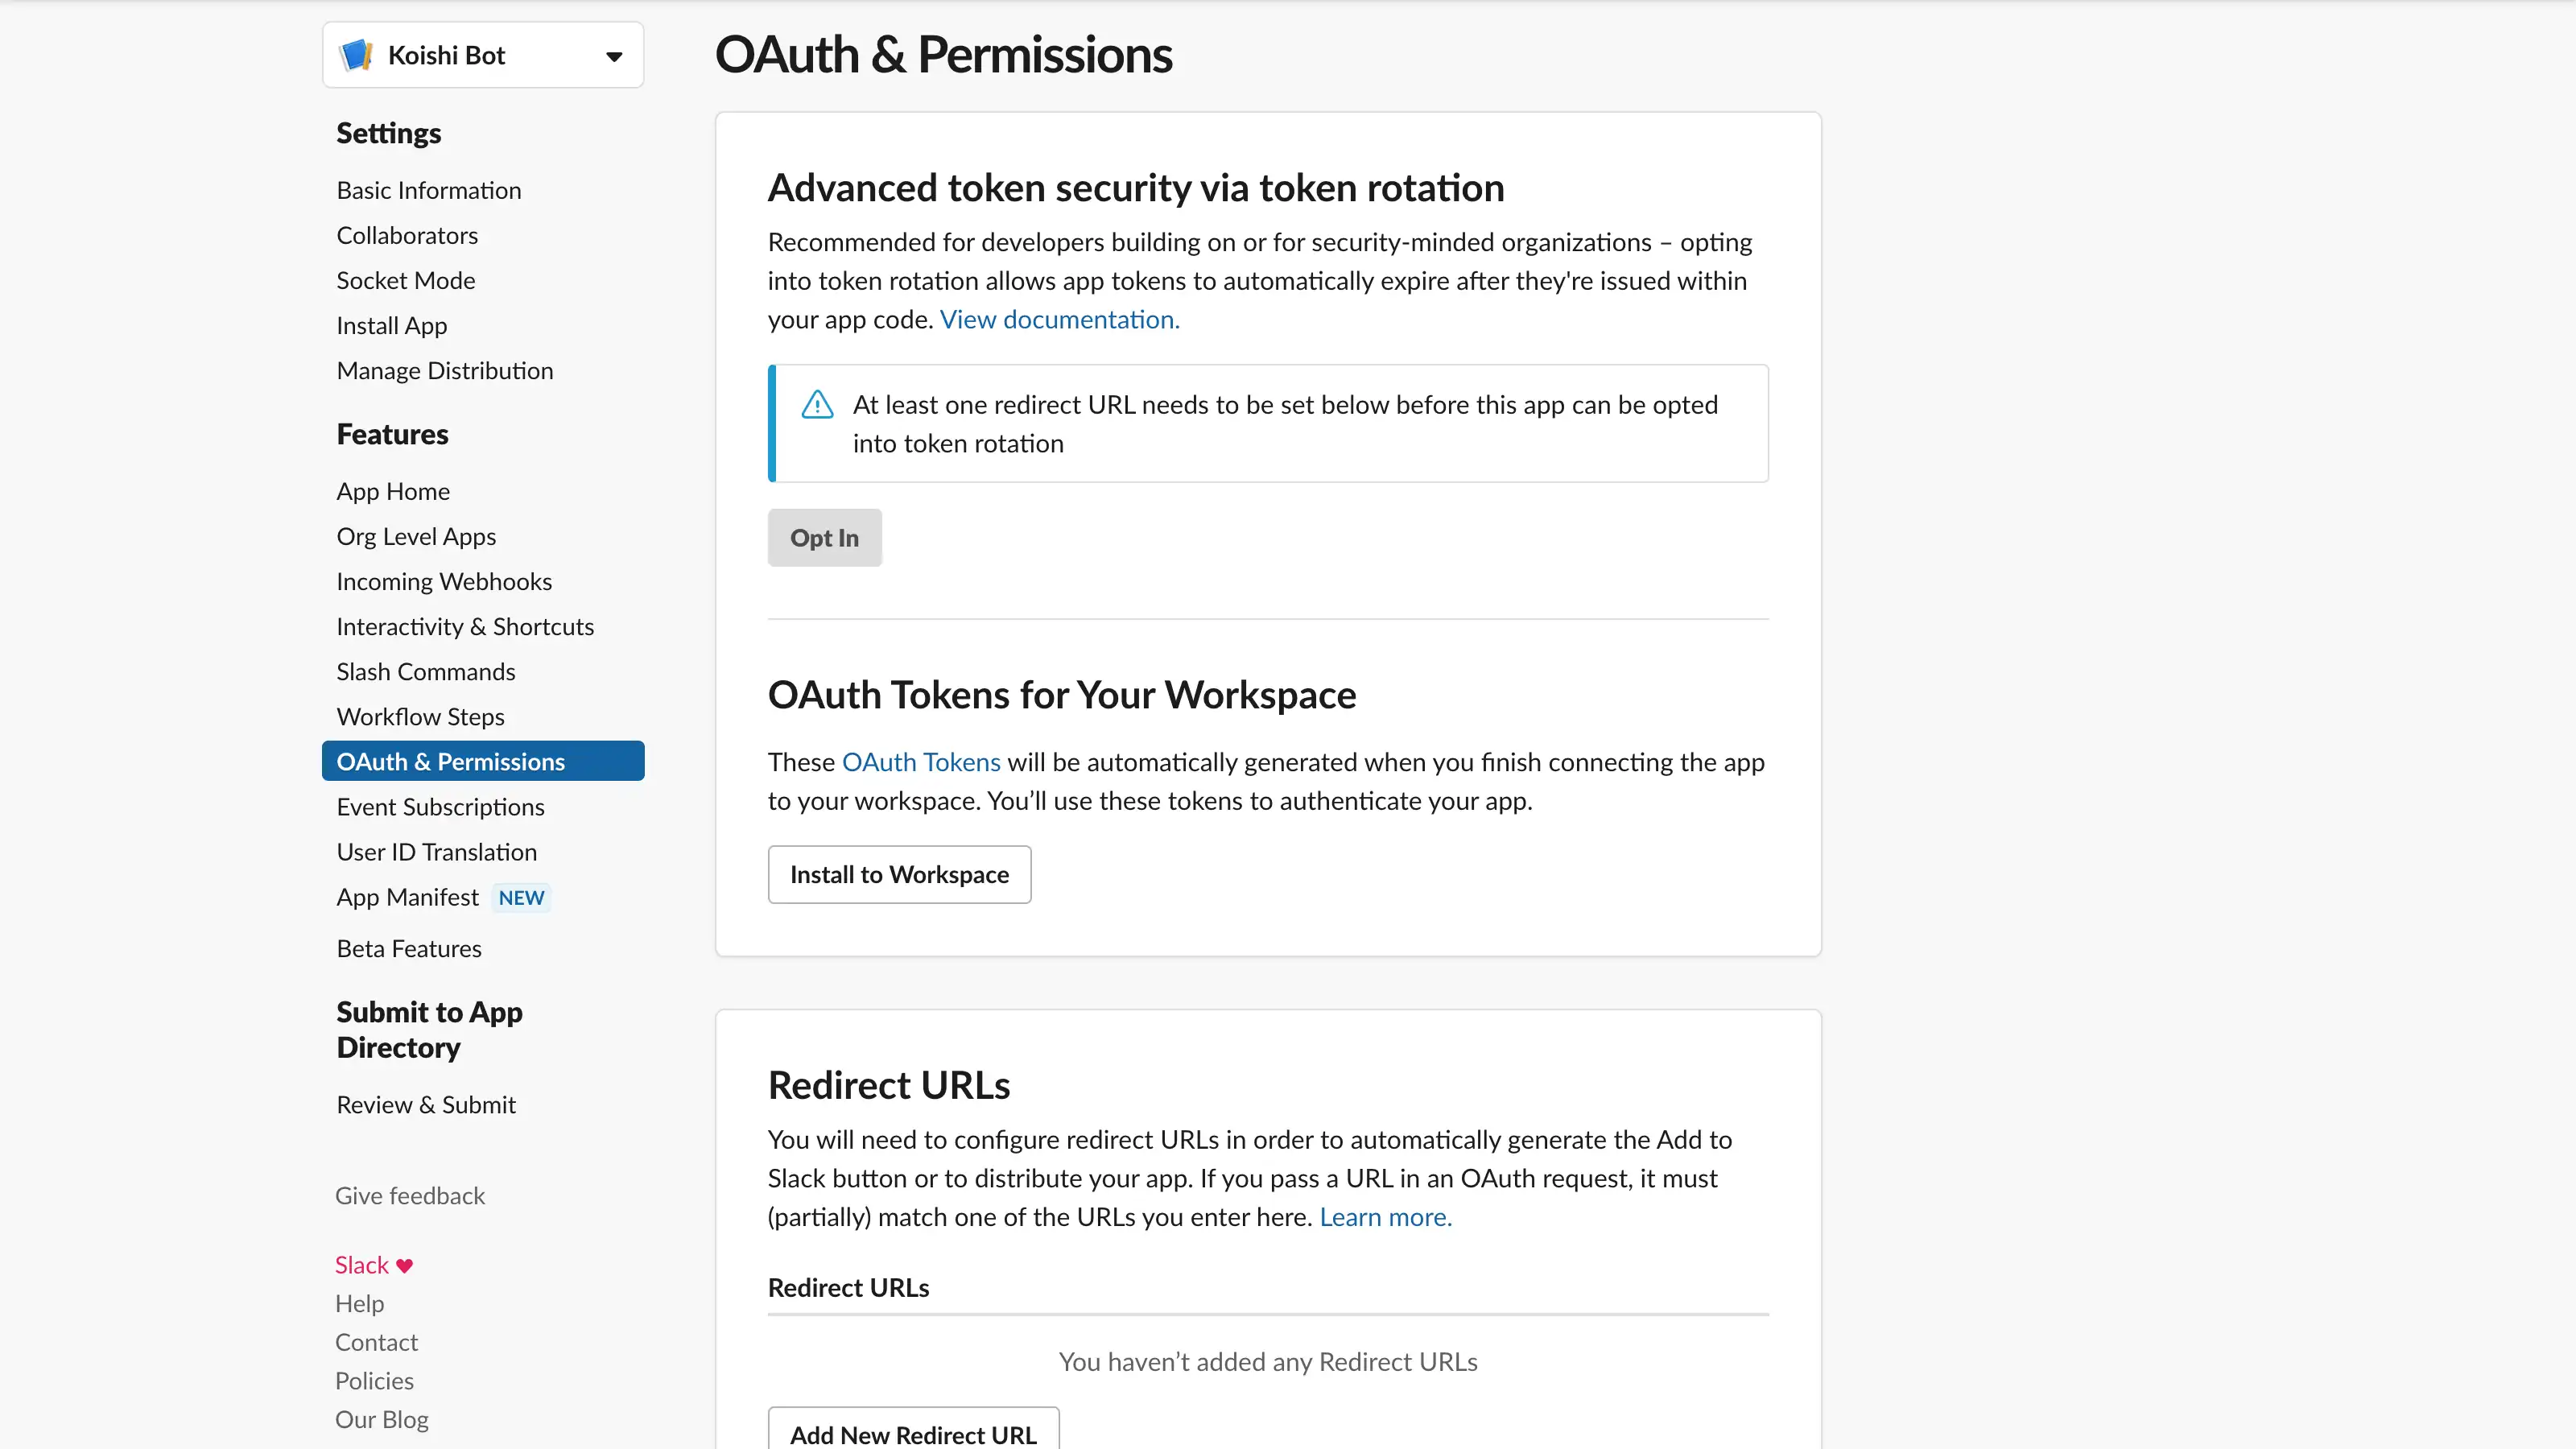 Koishi Bot
Settings
Basic Information
Collaborators
Socket Mode
Install App
Manage Distribution
Features
App Home
Org Level Apps
Incoming Webhooks
Interactivity & Shortcuts
Slash Commands
Workflow Steps
OAuth & Permissions
Event Subscriptions
User ID Translation
App Manifest NEW
Beta Features
Submit to App
Directory
Review & Submit
Give feedback
Slack ♥
Help
Contact
Policies
Our Blog
OAuth & Permissions
Advanced token security via token rotation
Recommended for developers building on or for security-minded organizations – opting
into token rotation allows app tokens to automatically expire after they're issued within
your app code. View documentation.
At least one redirect URL needs to be set below before this app can be opted
into token rotation
Opt In
OAuth Tokens for Your Workspace
These OAuth Tokens will be automatically generated when you finish connecting the app
to your workspace. You’ll use these tokens to authenticate your app.
Install to Workspace
Redirect URLs
You will need to configure redirect URLs in order to automatically generate the Add to
Slack button or to distribute your app. If you pass a URL in an OAuth request, it must
(partially) match one of the URLs you enter here. Learn more.
Redirect URLs
You haven’t added any Redirect URLs
Add New Redirect URL